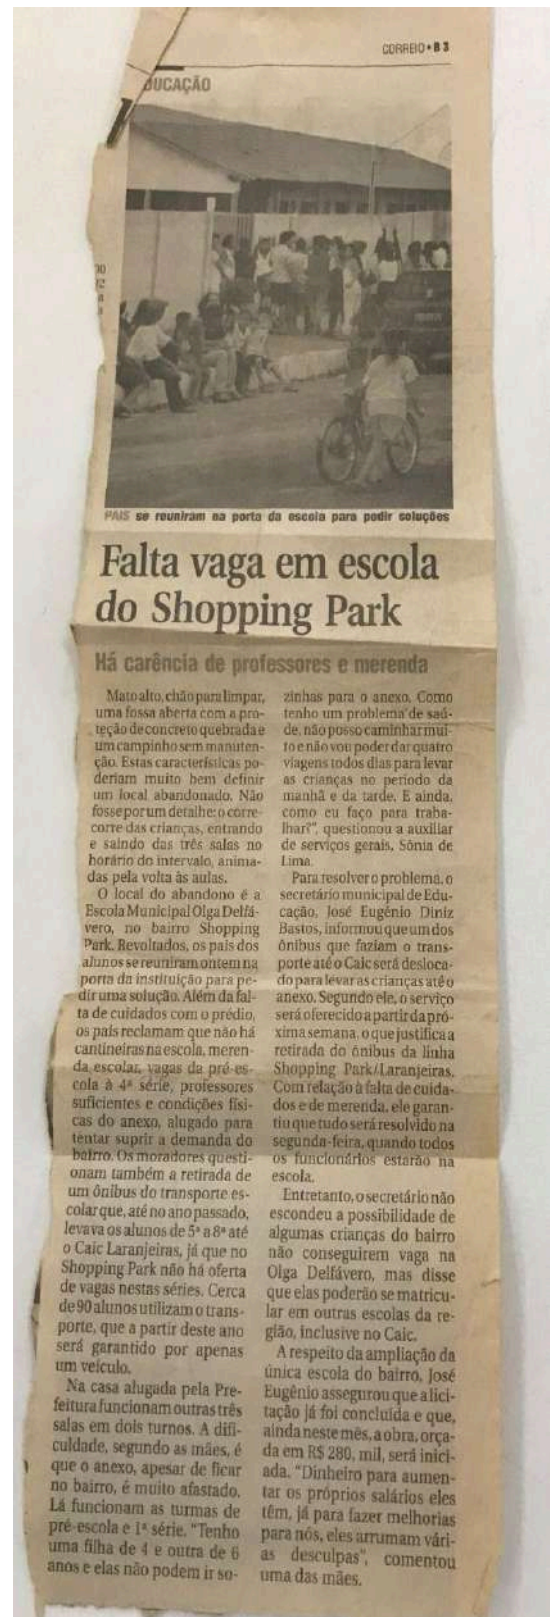 CORREIO • B 3
DUCAÇÃO
PAIS se reuniram na porta da escola para pedir soluções
Falta vaga em escola
do Shopping Park
Há carência de professores e merenda
Mato alto, chão para limpar,
uma fossa aberta com a pro-
teção de concreto quebrada e
um campinho sem manuten-
ção. Estas características po-
deriam muito bem definir
um local abandonado. Não
fosse por um detalhe: o corre-
corre das crianças, entrando
e saindo das três salas no
horário do intervalo, anima-
das pela volta às aulas.
O local do abandono é a
Escola Municipal Olga Delfá-
vero, no bairro Shopping
Park. Revoltados, os pais dos
alunos se reuniram ontem na
porta da instituição para pe-
dir uma solução. Além da fal-
ta de cuidados com o prédio,
os pais reclamam que não há
cantineiras na escola, meren-
da escolar, vagas da pré-es-
cola à 4ª série, professores
suficientes e condições físi-
cas do anexo, alugado para
tentar suprir a demanda do
bairro. Os moradores questi-
onam também a retirada de
um ônibus do transporte es-
colar que, até no ano passado,
levava os alunos de 5ª a 8ª até
o Caic Laranjeiras, já que no
Shopping Park não há oferta
de vagas nestas séries. Cerca
de 90 alunos utilizam o trans-
porte, que a partir deste ano
será garantido por apenas
um veículo.
Na casa alugada pela Pre-
feitura funcionam outras três
salas em dois turnos. A difi-
culdade, segundo as mães, é
que o anexo, apesar de ficar
no bairro, é muito afastado.
Lá funcionam as turmas de
pré-escola e 1ª série. "Tenho
uma filha de 4 e outra de 6
anos e elas não podem ir so-
zinhas para o anexo. Como
tenho um problema de saú-
de, não posso caminhar mui-
to e não vou poder dar quatro
viagens todos dias para levar
as crianças no período da
manhã e da tarde. E ainda,
como eu faço para traba-
lhar?", questionou a auxiliar
de serviços gerais, Sônia de
Lima.
Para resolver o problema, o
secretário municipal de Edu-
cação, José Eugênio Diniz
Bastos, informou que um dos
ônibus que faziam o trans-
porte até o Caic será desloca-
do para levar as crianças até o
anexo. Segundo ele, o serviço
será oferecido a partir da pró-
xima semana, o que justifica a
retirada do ônibus da linha
Shopping Park/Laranjeiras.
Com relação à falta de cuida-
dos e de merenda, ele garan-
tiu que tudo será resolvido na
segunda-feira, quando todos
os funcionários estarão na
escola.
Entretanto, o secretário não
escondeu a possibilidade de
algumas crianças do bairro
não conseguirem vaga na
Olga Delfávero, mas disse
que elas poderão se matricu-
lar em outras escolas da re-
gião, inclusive no Caic.
A respeito da ampliação da
única escola do bairro, José
Eugênio assegurou que a lici-
tação já foi concluída e que,
ainda neste mês, a obra, orça-
da em R$ 280, mil, será inici-
ada. "Dinheiro para aumen-
tar os próprios salários eles
têm, já para fazer melhorias
para nós, eles arrumam vári-
as desculpas", comentou
uma das mães.